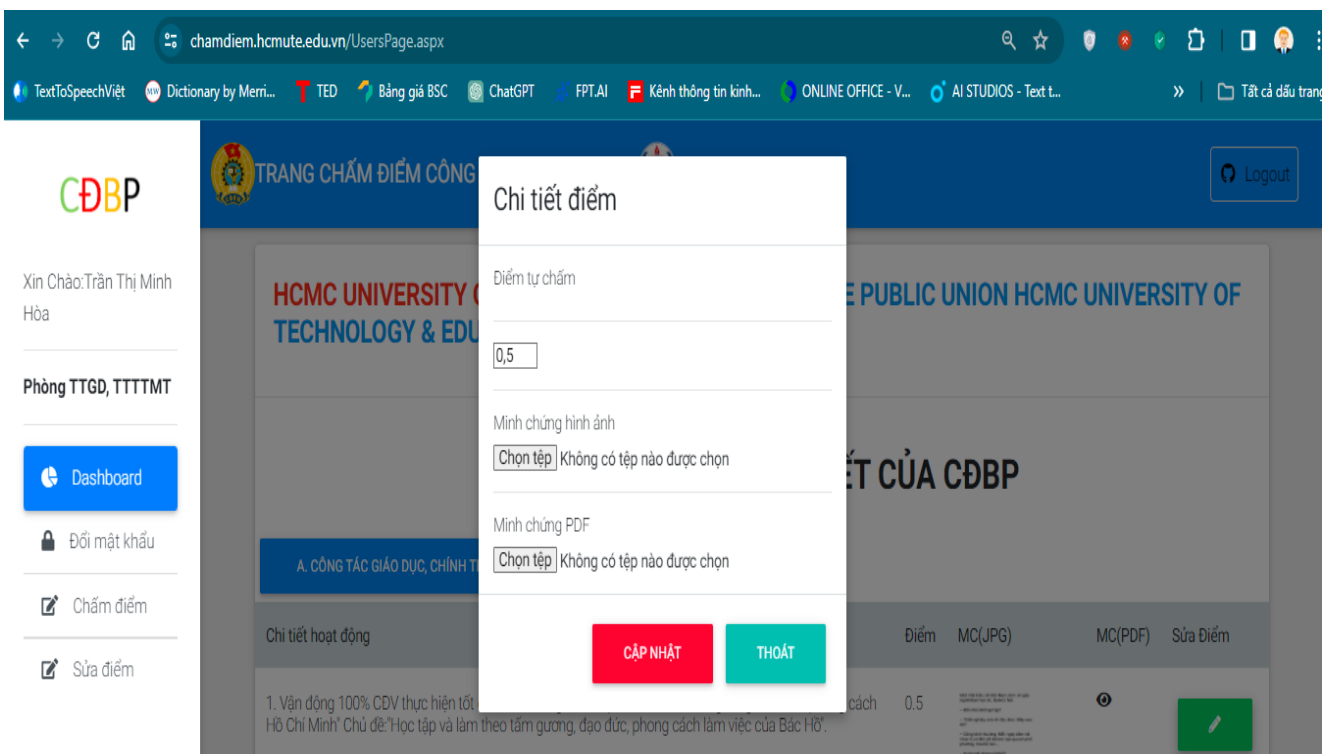 chamdiem.hcmute.edu.vn/UsersPage.aspx
TextToSpeechViệt Dictionary by Merri... TED Bảng giá BSC ChatGPT FPT.AI Kênh thông tin kinh... ONLINE OFFICE - V... AI STUDIOS - Text t... » Tất cả dấu trang
CĐBP
TRANG CHẤM ĐIỂM CÔNG
Logout
Xin Chào:Trần Thị Minh
Hòa
Phòng TTGD, TTTTMT
Dashboard
Đổi mật khẩu
Chấm điểm
Sửa điểm
HCMC UNIVERSITY PUBLIC UNION HCMC UNIVERSITY OF
TECHNOLOGY & EDU
Chi tiết điểm
Điểm tự chấm
0,5
Minh chứng hình ảnh
Chọn tệp Không có tệp nào được chọn
Minh chứng PDF
Chọn tệp Không có tệp nào được chọn
CẬP NHẬT THOÁT
CỦA CĐBP
A. CÔNG TÁC GIÁO DỤC, CHÍNH
Chi tiết hoạt động Điểm MC(JPG) MC(PDF) Sửa Điểm
1. Vận động 100% CĐV thực hiện tốt cách 0.5
Hồ Chí Minh" Chủ đề:"Học tập và làm theo tấm gương, đạo đức, phong cách làm việc của Bác Hồ".